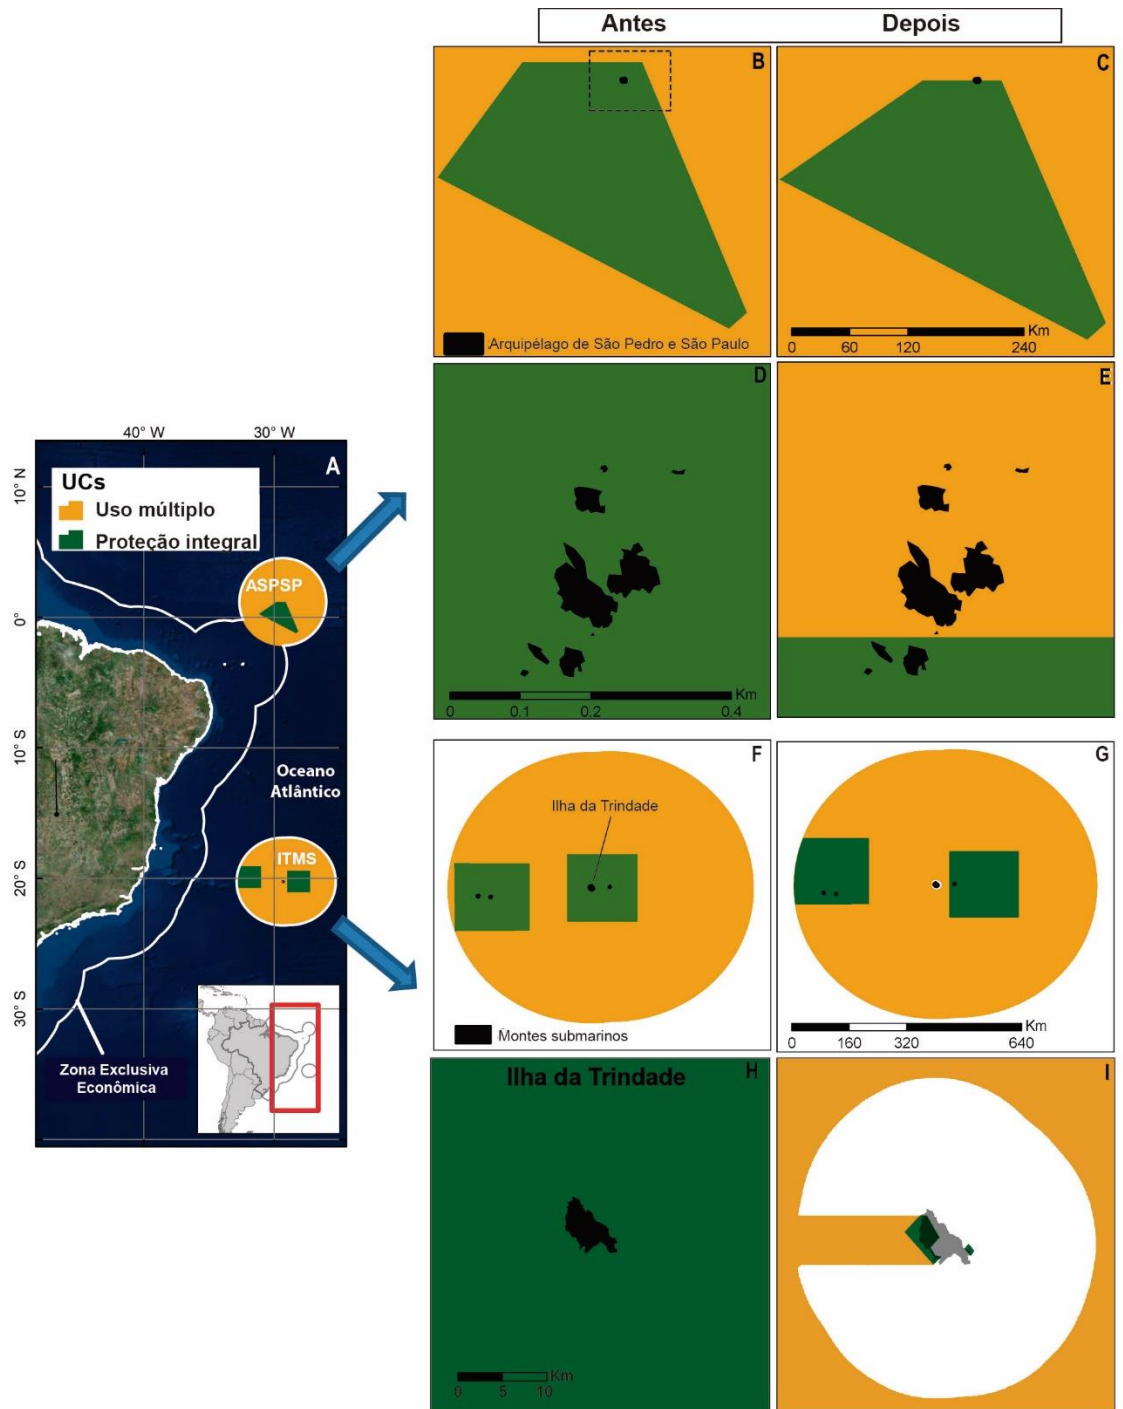 Antes
Depois
B
Arquipélago de São Pedro e São Paulo
C
Km
0 60 120 240
D
Km
0 0.1 0.2 0.4
E
40° W 30° W
A
UCs
Uso múltiplo
Proteção integral
10° N
0°
10° S
20° S
30° S
ASPSP
Oceano
Atlântico
ITMS
Zona Exclusiva
Econômica
F
Ilha da Trindade
Montes submarinos
G
Km
0 160 320 640
Ilha da Trindade
H
Km
0 5 10
I